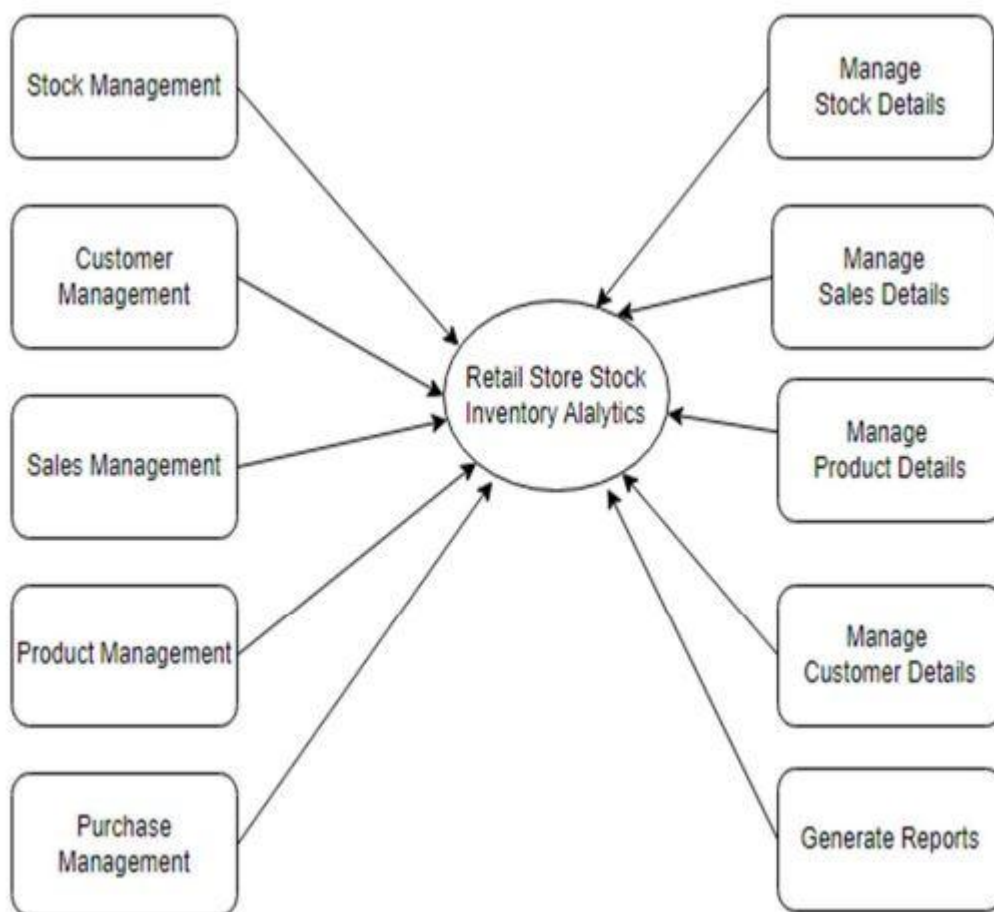 Stock Management
Customer
Management
Sales Management
Product Management
Purchase
Management
Retail Store Stock
Inventory Alalytics
Manage
Stock Details
Manage
Sales Details
Manage
Product Details
Manage
Customer Details
Generate Reports